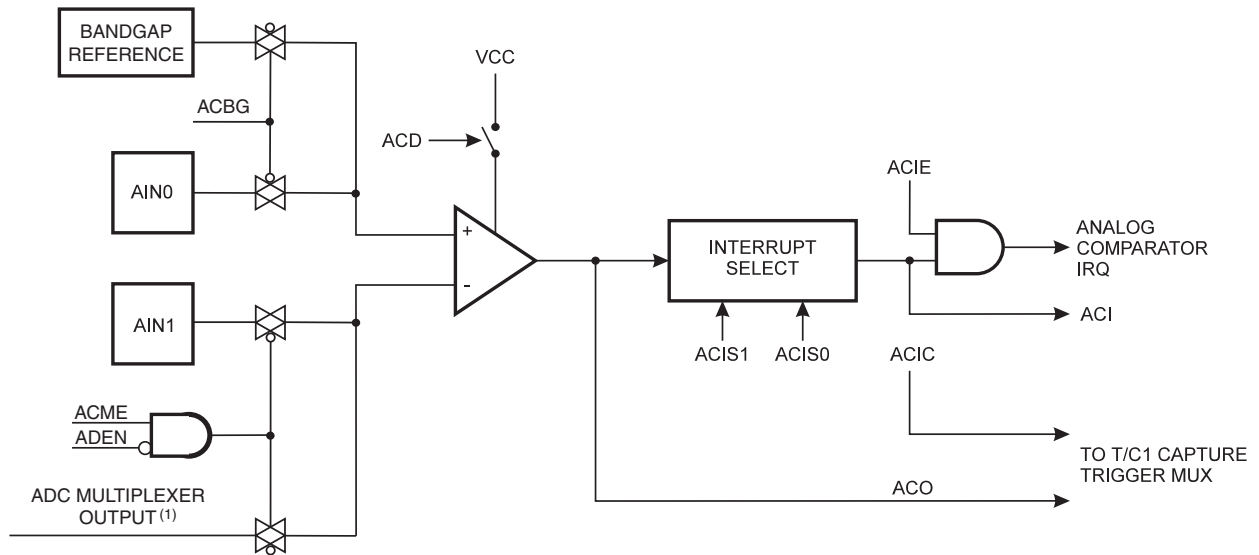 BANDGAP
REFERENCE
ACBG
AIN0
VCC
ACD
+
-
AIN1
ACME
ADEN
ADC MULTIPLEXER
OUTPUT (1)
INTERRUPT
SELECT
ACIS1
ACIS0
ACIE
ANALOG
COMPARATOR
IRQ
ACI
ACIC
TO T/C1 CAPTURE
TRIGGER MUX
ACO